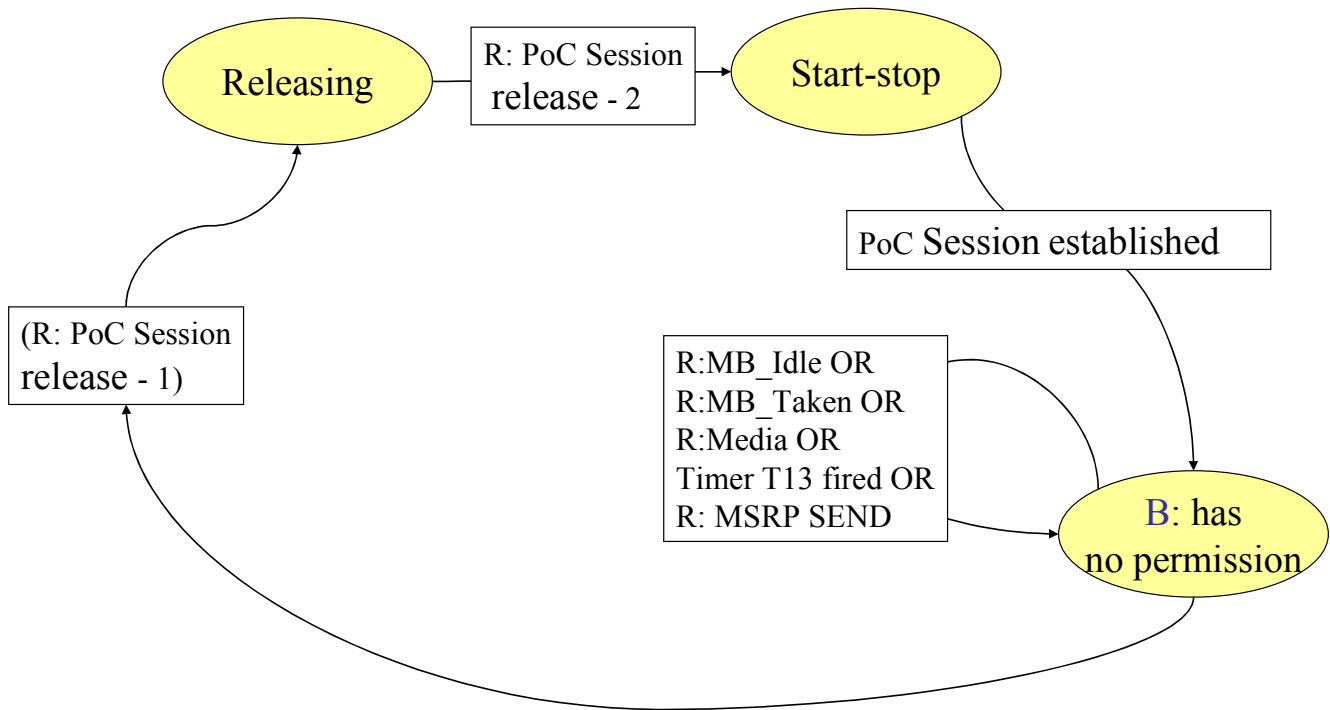 Releasing
R: PoC Session
release - 2
Start-stop
PoC Session established
(R: PoC Session
release - 1)
R:MB_Idle OR
R:MB_Taken OR
R:Media OR
Timer T13 fired OR
R: MSRP SEND
B: has
no permission